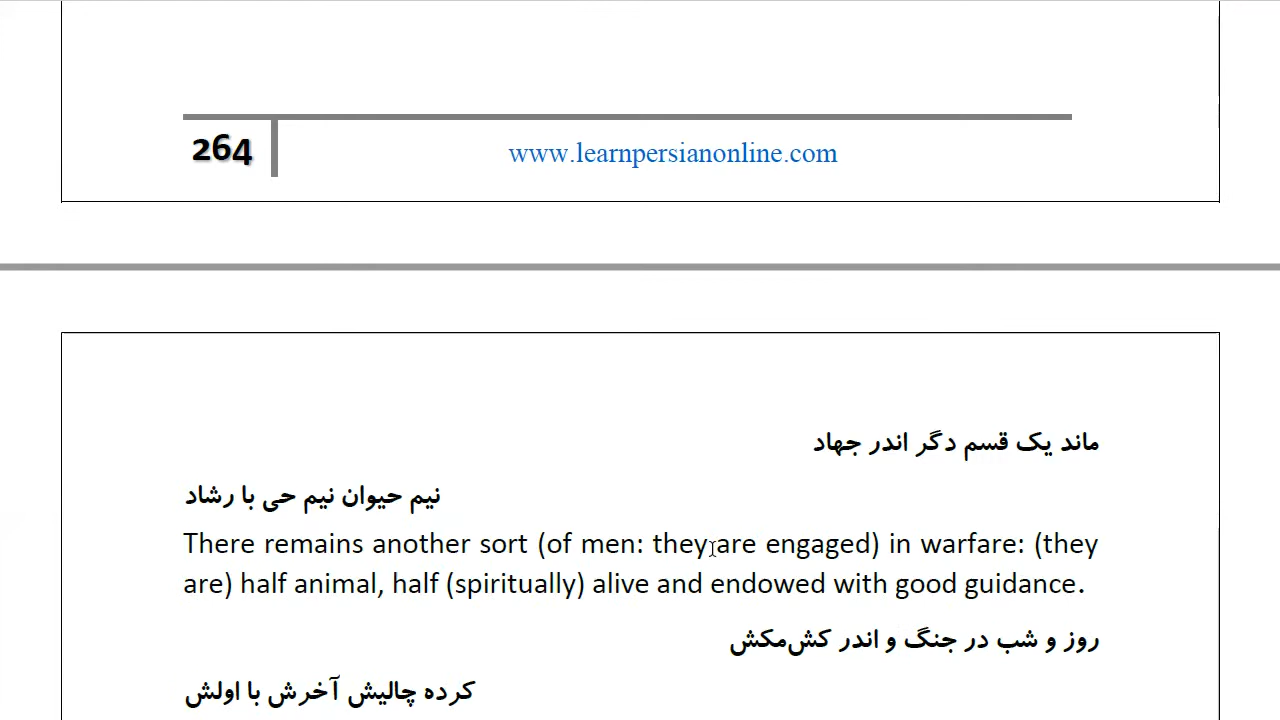 264
www.learnpersianonline.com
ماند یک قسم دگر اندر جهاد
نیم حیوان نیم حی با رشاد
There remains another sort (of men: they are engaged) in warfare: (they
are) half animal, half (spiritually) alive and endowed with good guidance.
روز و شب در جنگ و اندر کش‌مکش
کرده چالیش آخرش با اولش